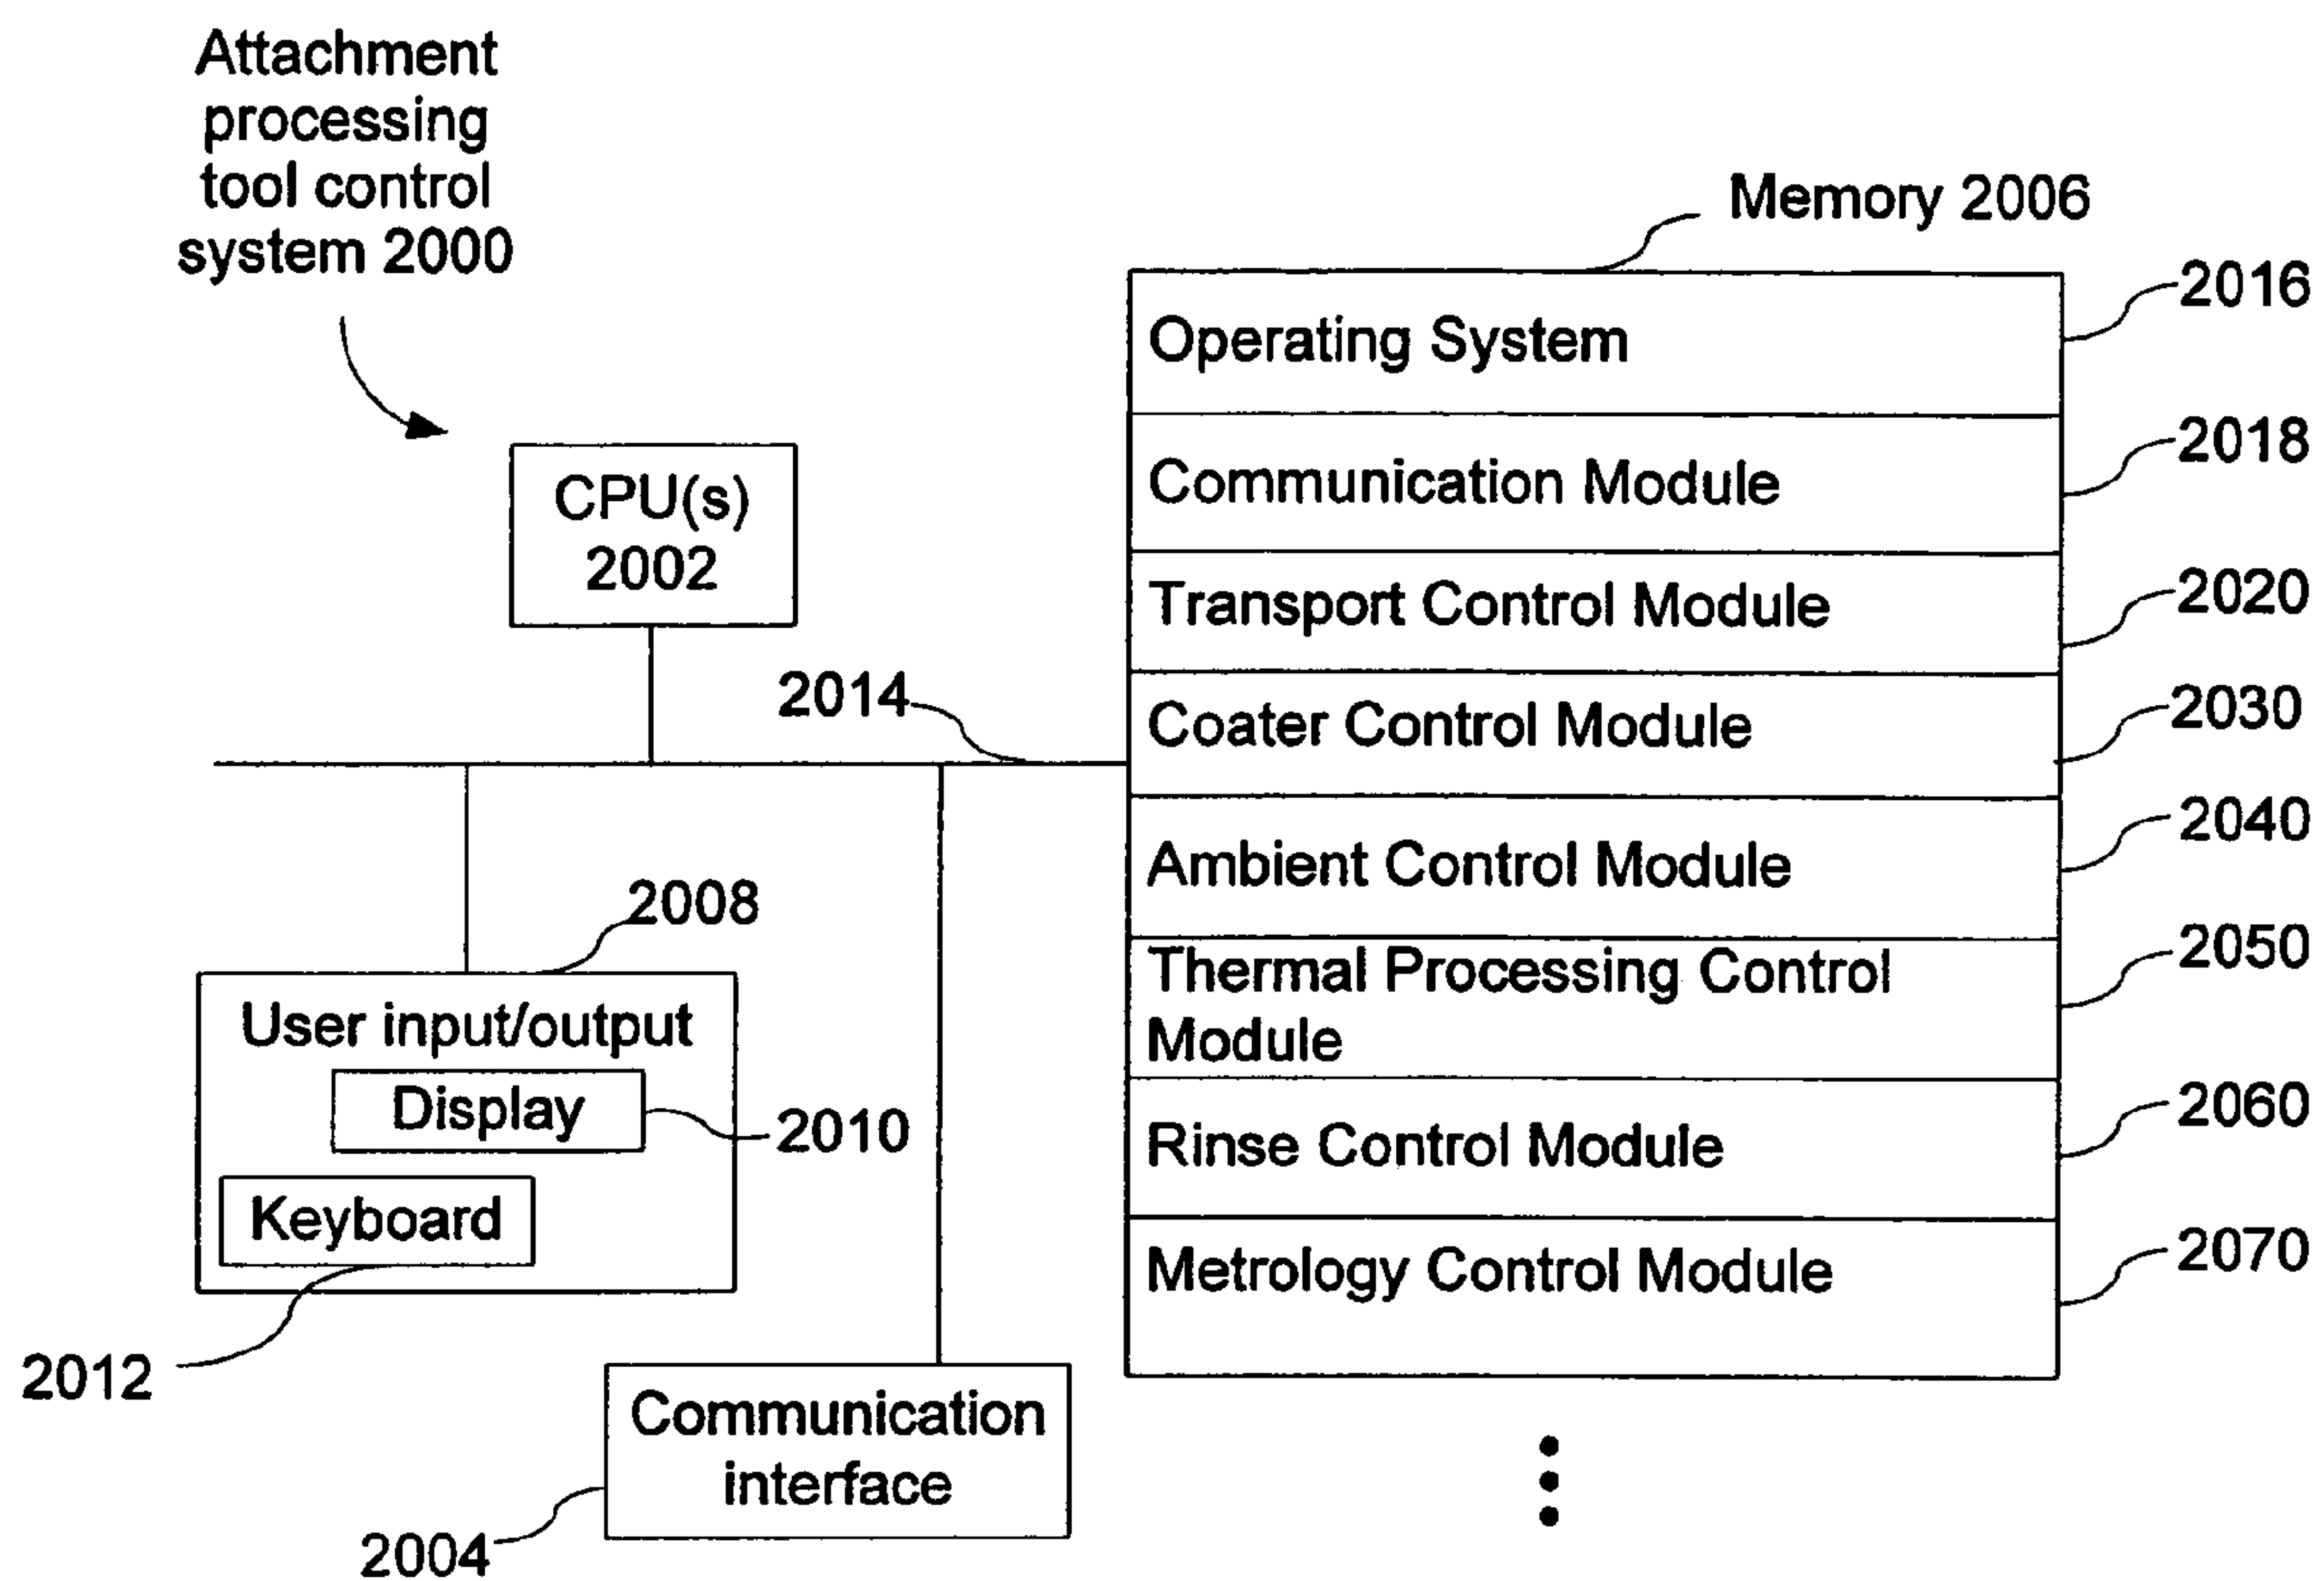 Attachment
processing
tool control
system 2000
Memory 2006
2016
Operating System
2018
Communication Module
CPU(s)
2002
2020
Transport Control Module
2014
2030
Coater Control Module
2040
Ambient Control Module
2008
2050
Thermal Processing Control
Module
User input/output
Display
2010
2060
Rinse Control Module
Keyboard
2070
Metrology Control Module
2012
Communication
interface
2004